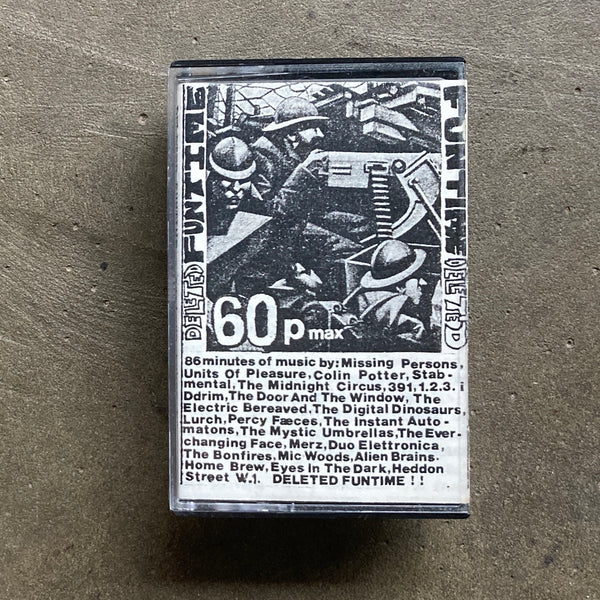 DELETED FUNTIME
FUNTIME DELETED
60p max
86minutes of music by: Missing Persons,
Units Of Pleasure, Colin Potter, Stab-
mental, The Midnight Circus, 391, 1.2.3. i
Ddrim, The Door And The Window, The
Electric Bereaved, The Digital Dinosaurs,
Lurch, Percy Fæces, The Instant Auto-
matons, The Mystic Umbrellas, The Ever-
changing Face, Merz, Duo Elettronica,
The Bonfires, Mic Woods, Alien Brains.
Home Brew, Eyes In The Dark, Heddon
Street W.1. DELETED FUNTIME !!